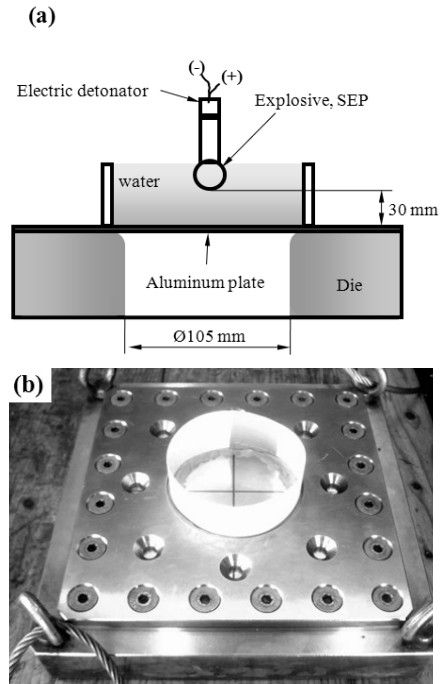 (a)
(-)
(+)
Electric detonator
Explosive, SEP
water
30 mm
Aluminum plate
Die
Ø105 mm
(b)